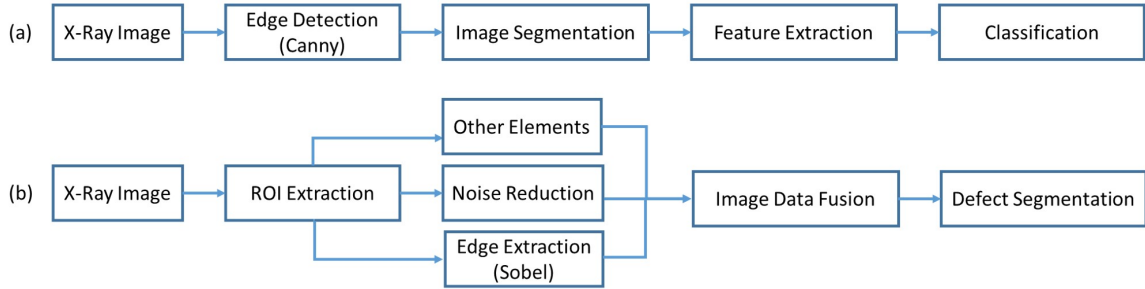 (a)
X-Ray Image
Edge Detection
(Canny)
Image Segmentation
Feature Extraction
Classification
(b)
X-Ray Image
ROI Extraction
Other Elements
Noise Reduction
Edge Extraction
(Sobel)
Image Data Fusion
Defect Segmentation